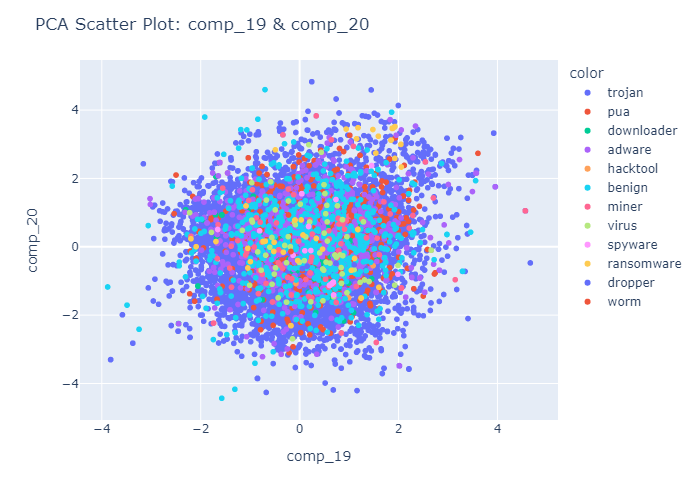 PCA Scatter Plot: comp_19 & comp_20
color
trojan
pua
downloader
adware
hacktool
benign
miner
virus
spyware
ransomware
dropper
worm
comp_20
4
2
0
−2
−4
−4
−2
0
2
4
comp_19